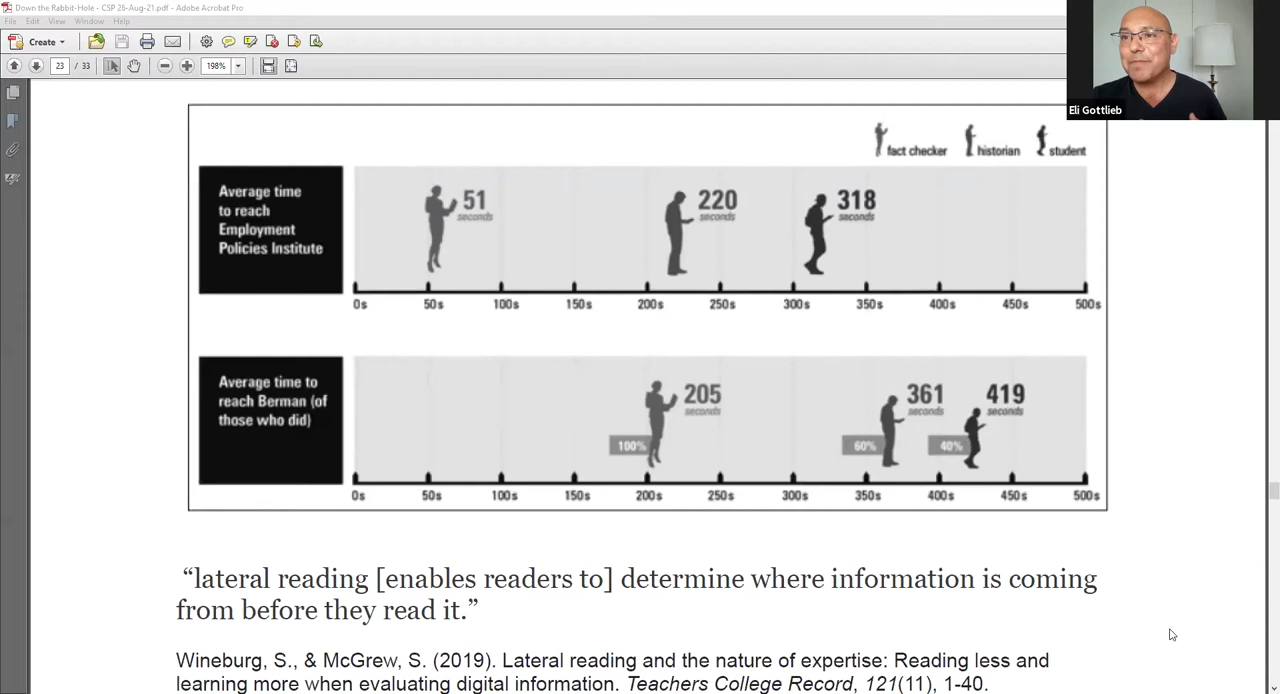 Down the Rabbit-Hole - CSP 26-Aug-21.pdf - Adobe Acrobat Pro
File Edit View Window Help
Create
23 / 33
198%
Eli Gottlieb
fact checker historian student
Average time
to reach
Employment
Policies Institute
51
seconds
220
seconds
318
seconds
0s 50s 100s 150s 200s 250s 300s 350s 400s 450s 500s
Average time to
reach Berman (of
those who did)
205
seconds
361
seconds
419
seconds
100% 60% 40%
0s 50s 100s 150s 200s 250s 300s 350s 400s 450s 500s
“lateral reading [enables readers to] determine where information is coming
from before they read it.”
Wineburg, S., & McGrew, S. (2019). Lateral reading and the nature of expertise: Reading less and
learning more when evaluating digital information. Teachers College Record, 121(11), 1-40.